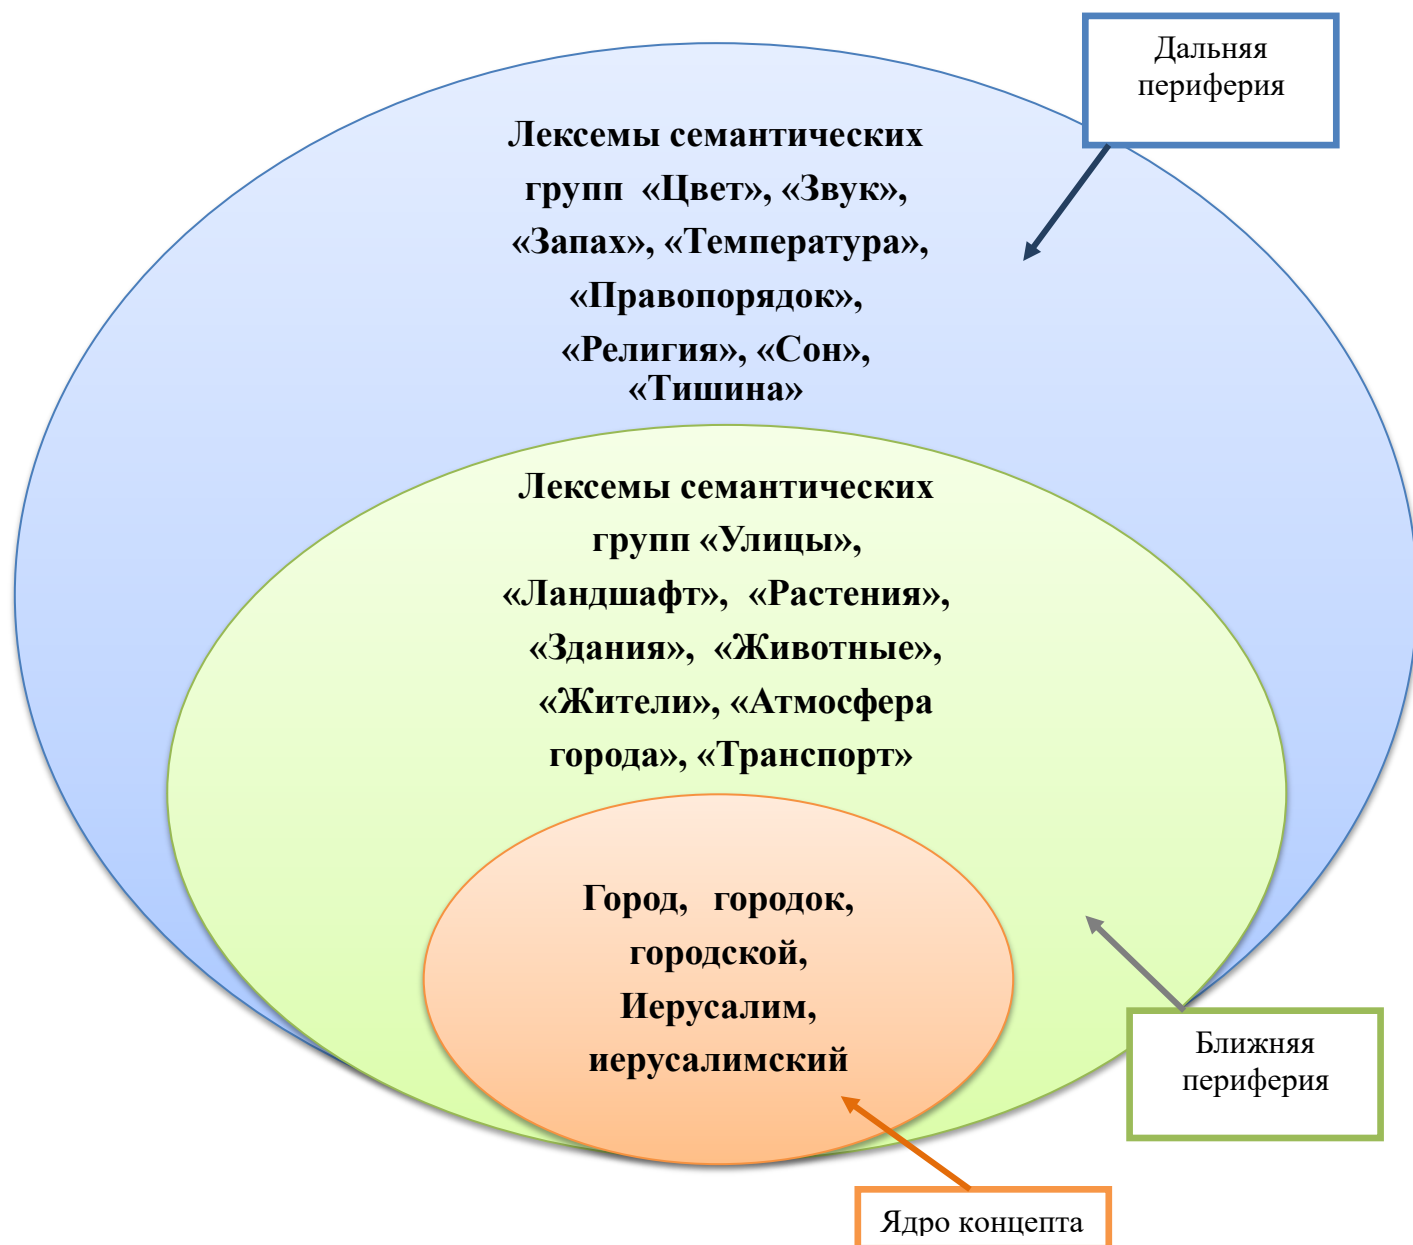 Дальняя
периферия
Лексемы семантических
групп «Цвет», «Звук»,
«Запах», «Температура»,
«Правопорядок»,
«Религия», «Сон»,
«Тишина»
Лексемы семантических
групп «Улицы»,
«Ландшафт», «Растения»,
«Здания», «Животные»,
«Жители», «Атмосфера
города», «Транспорт»
Город, городок,
городской,
Иерусалим,
иерусалимский
Ближняя
периферия
Ядро концепта